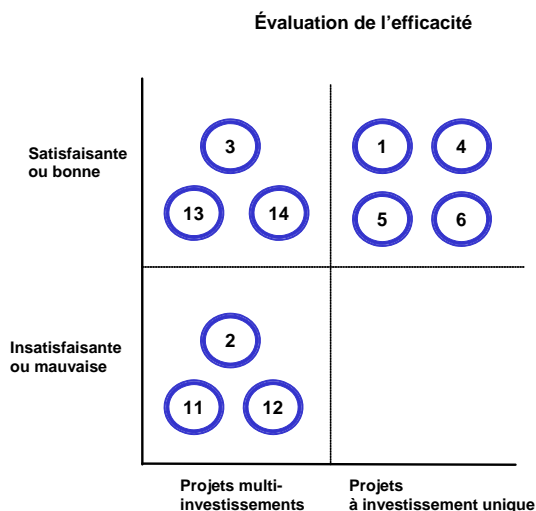 Évaluation de l'efficacité
Satisfaisante
ou bonne
3
1 4
13 14
5 6
Insatisfaisante
ou mauvaise
2
11 12
Projets multi-
investissements
Projets
à investissement unique